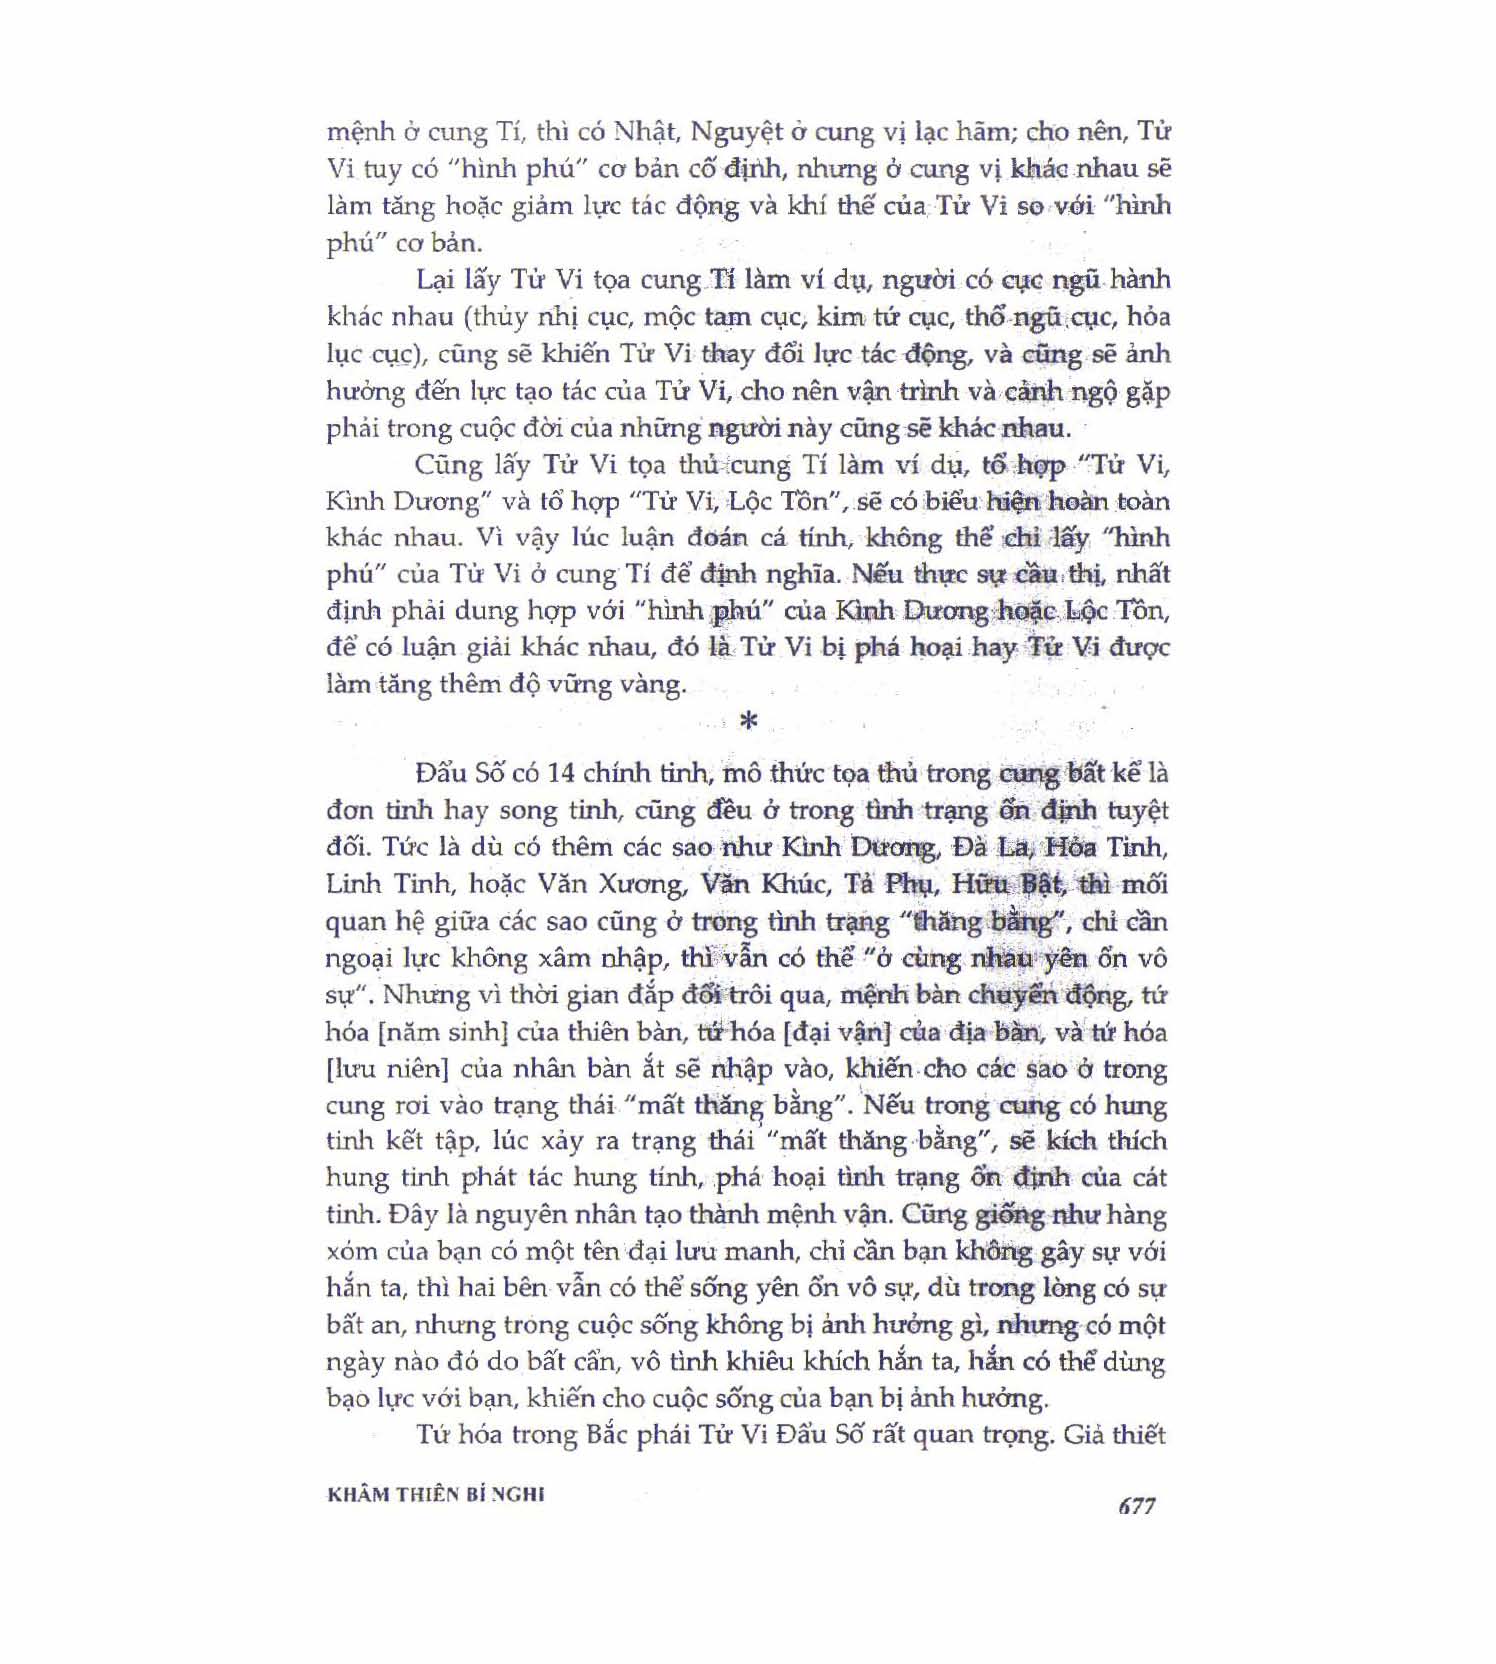 mệnh ở cung Tí, thì có Nhật, Nguyệt ở cung vị lạc hãm; cho nên, Tử
Vi tuy có "hình phú" cơ bản cố định, nhưng ở cung vị khác nhau sẽ
làm tăng hoặc giảm lực tác động và khí thế của Tử Vi so với "hình
phú" cơ bản.
Lại lấy Tử Vi tọa cung Tí làm ví dụ, người có cục ngũ hành
khác nhau (thủy nhị cục, mộc tam cục, kim tứ cục, thổ ngũ cục, hỏa
lục cục), cũng sẽ khiến Tử Vi thay đổi lực tác động, và cũng sẽ ảnh
hưởng đến lực tạo tác của Tử Vi, cho nên vận trình và cảnh ngộ gặp
phải trong cuộc đời của những người này cũng sẽ khác nhau.
Cũng lấy Tử Vi tọa thủ cung Tí làm ví dụ, tổ hợp "Tử Vi,
Kình Dương" và tổ hợp "Tử Vi, Lộc Tồn", sẽ có biểu hiện hoàn toàn
khác nhau. Vì vậy lúc luận đoán cá tính, không thể chỉ lấy "hình
phú" của Tử Vi ở cung Tí để định nghĩa. Nếu thực sự cầu thị, nhất
định phải dung hợp với "hình phú" của Kình Dương hoặc Lộc Tồn,
để có luận giải khác nhau, đó là Tử Vi bị phá hoại hay Tử Vi được
làm tăng thêm độ vững vàng.
*
Đẩu Số có 14 chính tinh, mô thức tọa thủ trong cung bất kể là
đơn tinh hay song tinh, cũng đều ở trong tình trạng ổn định tuyệt
đối. Tức là dù có thêm các sao như Kình Dương, Đà La, Hỏa Tinh,
Linh Tinh, hoặc Văn Xương, Văn Khúc, Tả Phụ, Hữu Bật, thì mối
quan hệ giữa các sao cũng ở trong tình trạng "thăng bằng", chỉ cần
ngoại lực không xâm nhập, thì vẫn có thể "ở cùng nhau yên ổn vô
sự". Nhưng vì thời gian đắp đổi trôi qua, mệnh bàn chuyển động, tứ
hóa [năm sinh] của thiên bàn, tứ hóa [đại vận] của địa bàn, và tứ hóa
[lưu niên] của nhân bàn ắt sẽ nhập vào, khiến cho các sao ở trong
cung rơi vào trạng thái "mất thăng bằng". Nếu trong cung có hung
tinh kết tập, lúc xảy ra trạng thái "mất thăng bằng", sẽ kích thích
hung tinh phát tác hung tính, phá hoại tình trạng ổn định của cát
tinh. Đây là nguyên nhân tạo thành mệnh vận. Cũng giống như hàng
xóm của bạn có một tên đại lưu manh, chỉ cần bạn không gây sự với
hắn ta, thì hai bên vẫn có thể sống yên ổn vô sự, dù trong lòng có sự
bất an, nhưng trong cuộc sống không bị ảnh hưởng gì, nhưng có một
ngày nào đó do bất cẩn, vô tình khiêu khích hắn ta, hắn có thể dùng
bạo lực với bạn, khiến cho cuộc sống của bạn bị ảnh hưởng.
Tứ hóa trong Bắc phái Tử Vi Đẩu Số rất quan trọng. Giả thiết
KHÂM THIÊN BÍ NGHI
677